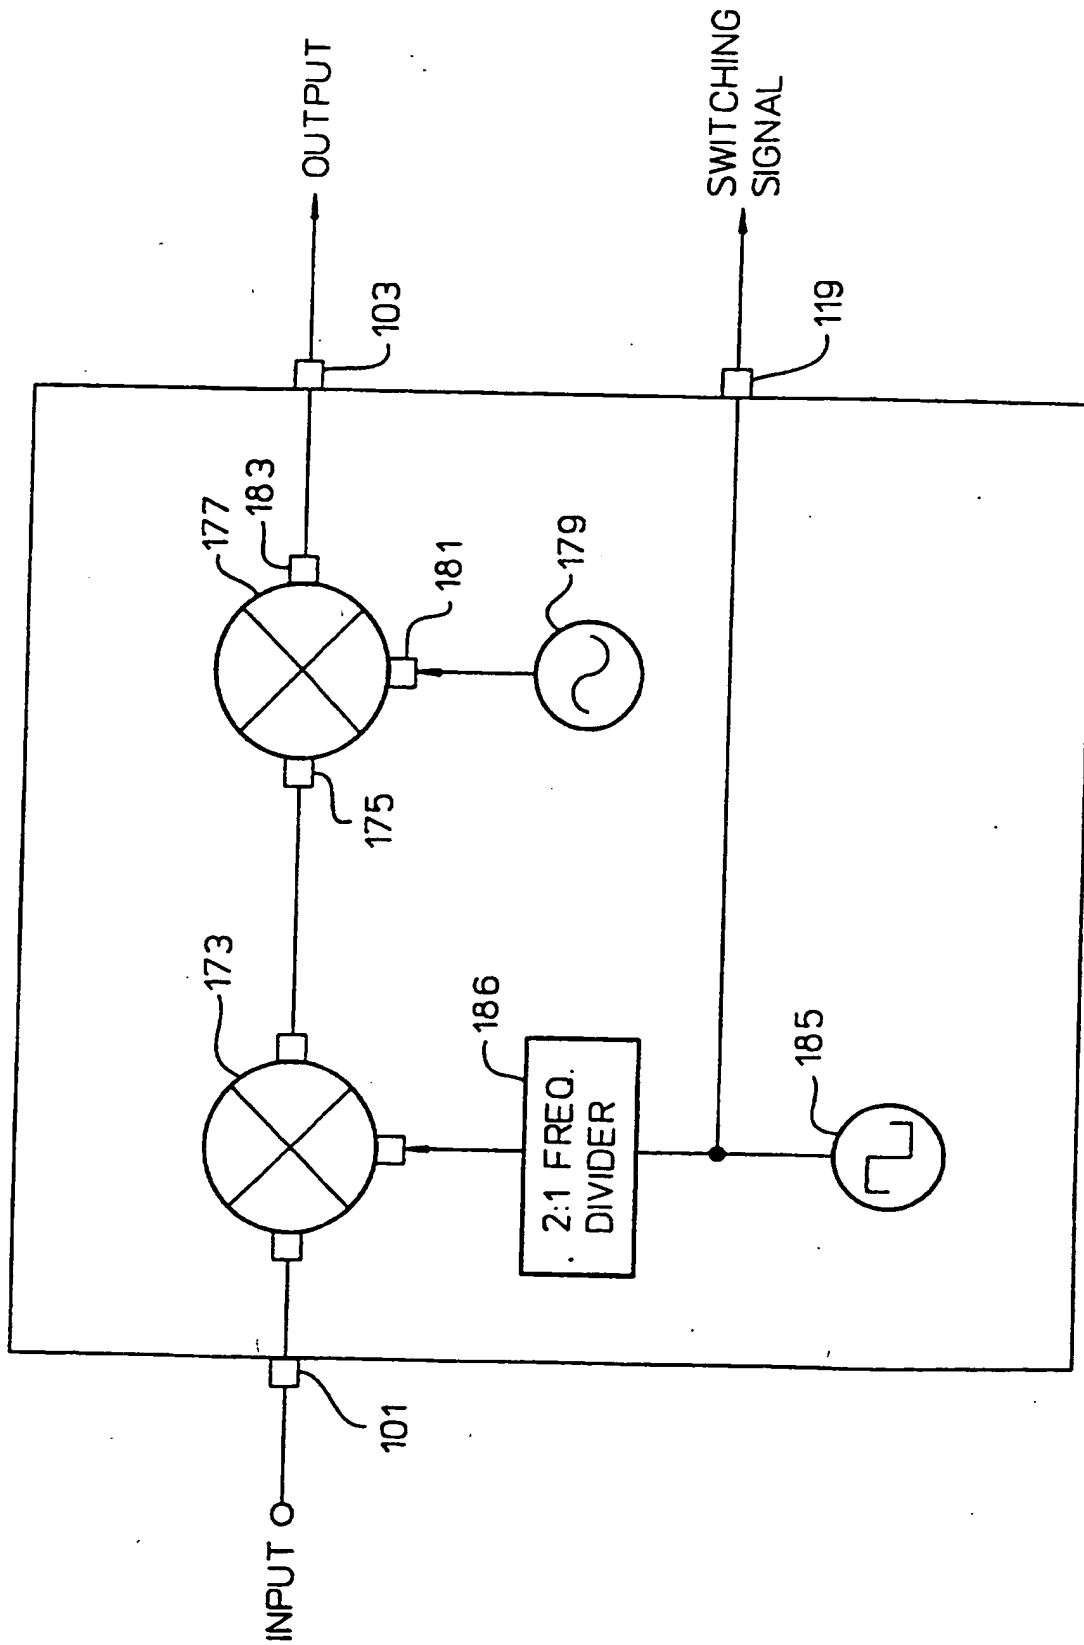 INPUT
101
173
175
177
183
181
179
103
OUTPUT
186
2:1 FREQ.
DIVIDER
185
119
SWITCHING
SIGNAL